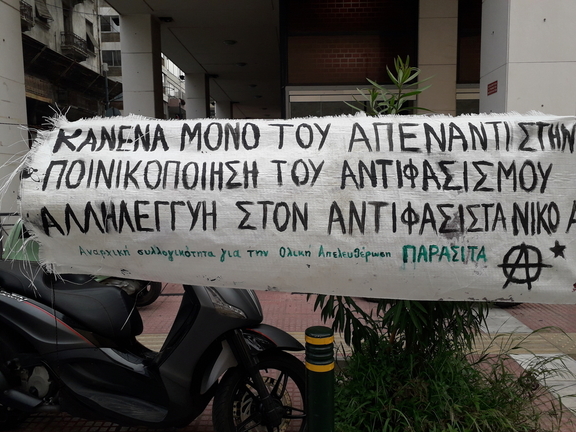 ΚΑΝΕΝΑ ΜΟΝΟ ΤΟΥ ΑΠΕΝΑΝΤΙ ΣΤΗΝ
ΠΟΙΝΙΚΟΠΟΙΗΣΗ ΤΟΥ ΑΝΤΙΦΑΣΙΣΜΟΥ
ΑΛΛΗΛΕΓΓΥΗ ΣΤΟΝ ΑΝΤΙΦΑΣΙΣΤΑ ΝΙΚΟ
Αναρχική συλλογικότητα για την Ολική Απελευθέρωση ΠΑΡΑΣΙΤΑ